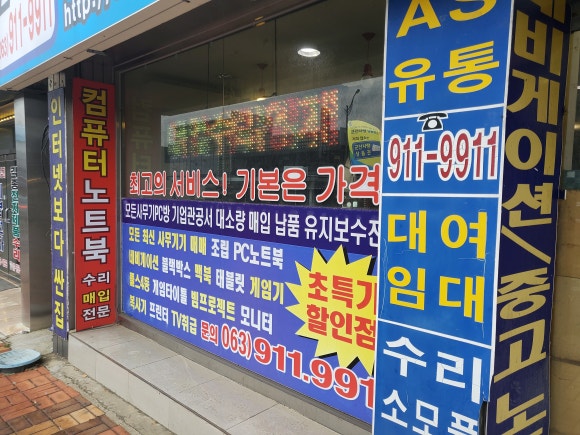 http://
063)911-9911
인터넷보다 싼집
컴퓨터 노트북
수리
매입
전문
최고의 서비스! 기본은 가격
모든사무기PC방 기업관공서 대소량 매입 납품 유지보수전
모든 최신 사무기기 매매 조립 PC노트북
네비게이션 블랙박스 맥북 태블릿 게임기
플스4등 게임타이틀 빔프로젝트 모니터
복사기 프린터 TV취급 문의 063)911.991
초특가
할인점
AS
유통
911-9911
대여
임대
수리
소모품
네비게이션/중고노